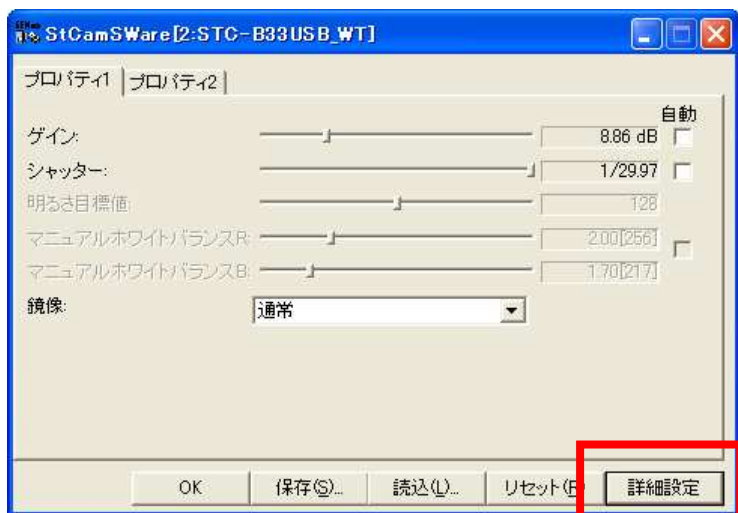 StCamSWare[2:STC-B33USB_WT]
プロパティ1 プロパティ2
自動
ゲイン: 8.86 dB
シャッター: 1/29.97
明るさ目標値: 128
マニュアルホワイトバランスR: 2.00[256]
マニュアルホワイトバランスB: 1.70[217]
鏡像: 通常
OK 保存(S)... 読込(L)... リセット(R) 詳細設定